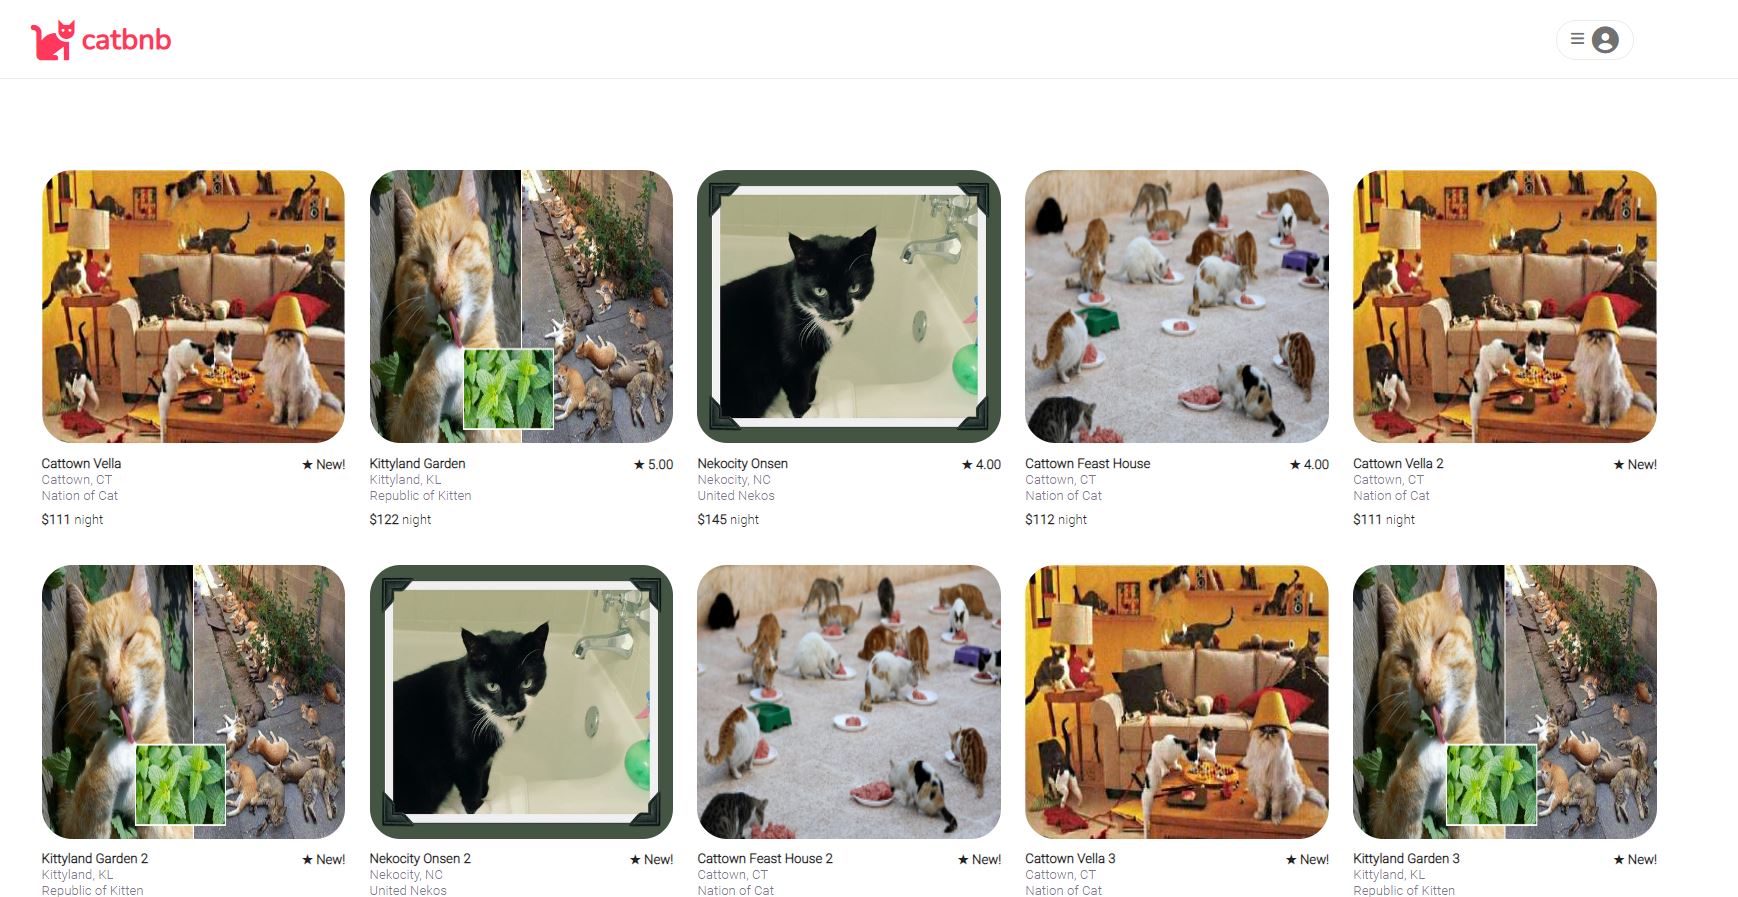 catbnb
Cattown Vella ★ New!
Cattown, CT
Nation of Cat
$111 night
Kittyland Garden ★ 5.00
Kittyland, KL
Republic of Kitten
$122 night
Nekocity Onsen ★ 4.00
Nekocity, NC
United Nekos
$145 night
Cattown Feast House ★ 4.00
Cattown, CT
Nation of Cat
$112 night
Cattown Vella 2 ★ New!
Cattown, CT
Nation of Cat
$111 night
Kittyland Garden 2 ★ New!
Kittyland, KL
Republic of Kitten
Nekocity Onsen 2 ★ New!
Nekocity, NC
United Nekos
Cattown Feast House 2 ★ New!
Cattown, CT
Nation of Cat
Cattown Vella 3 ★ New!
Cattown, CT
Nation of Cat
Kittyland Garden 3 ★ New!
Kittyland, KL
Republic of Kitten